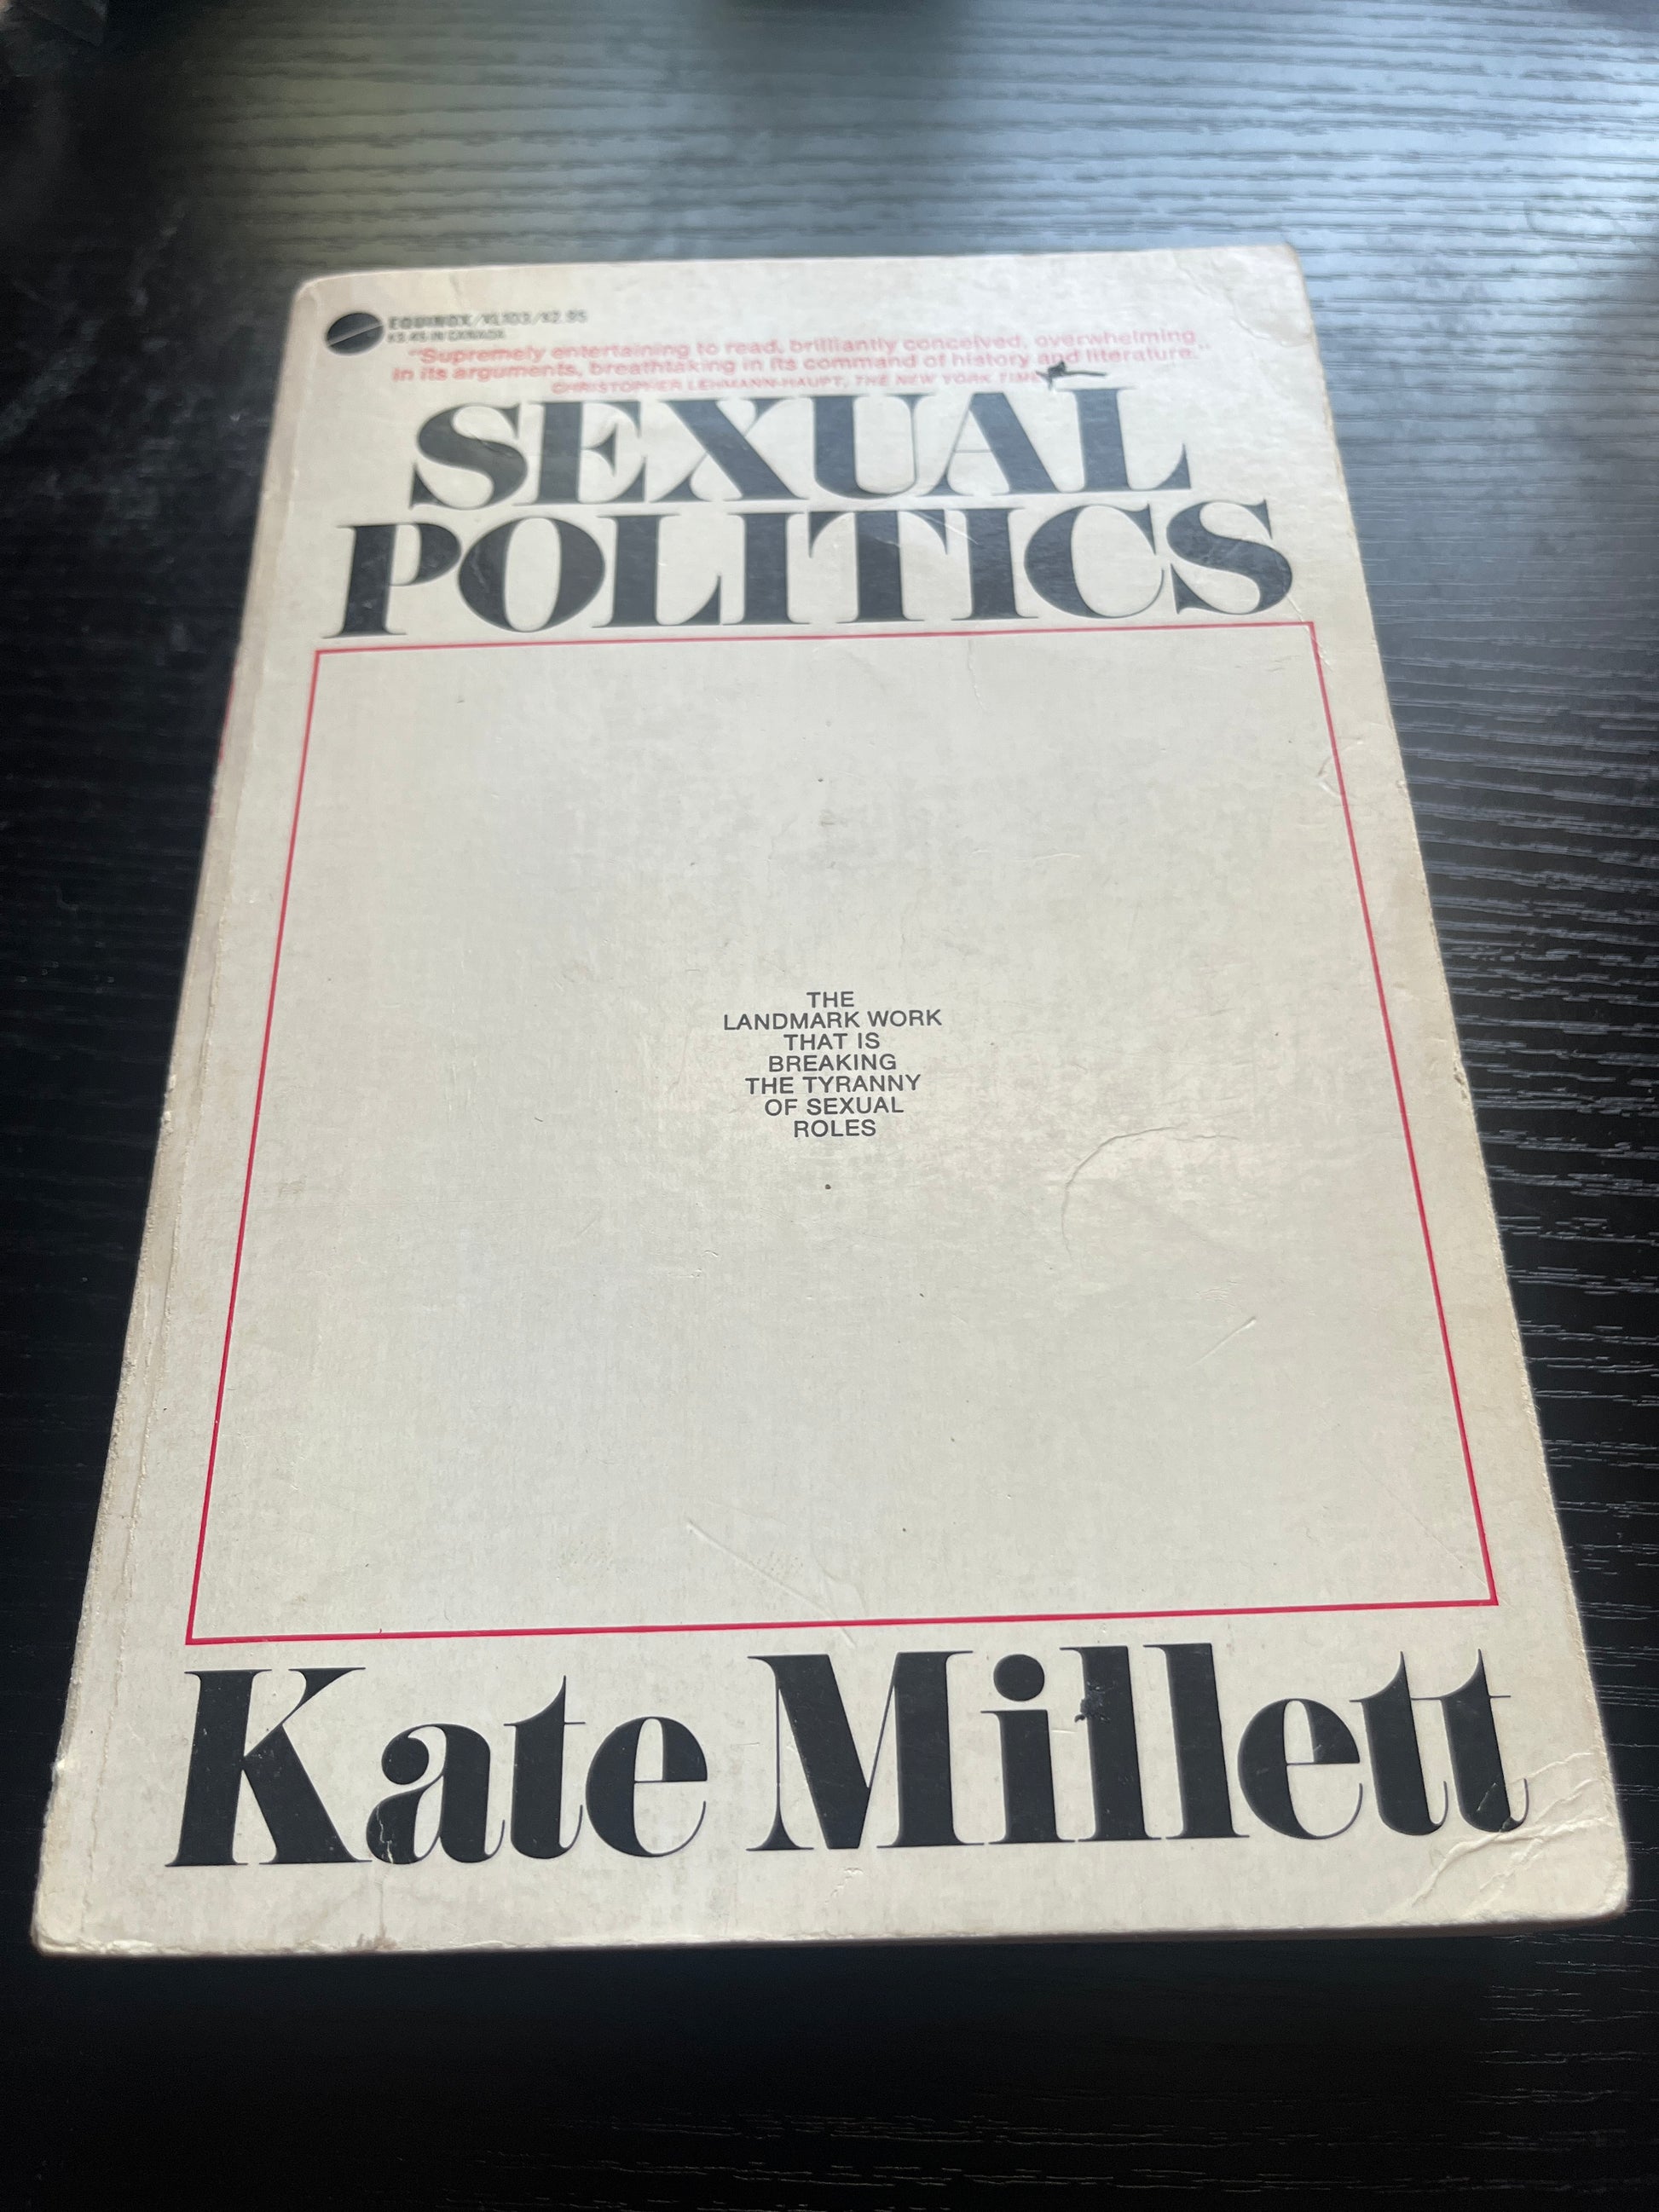 EQUINOX/XL103/$2.95
$3.45 IN CANADA
"Supremely entertaining to read, brilliantly conceived, overwhelming
in its arguments, breathtaking in its command of history and literature."
CHRISTOPHER LEHMANN-HAUPT, THE NEW YORK TIMES
SEXUAL
POLITICS
THE
LANDMARK WORK
THAT IS
BREAKING
THE TYRANNY
OF SEXUAL
ROLES
Kate Millett